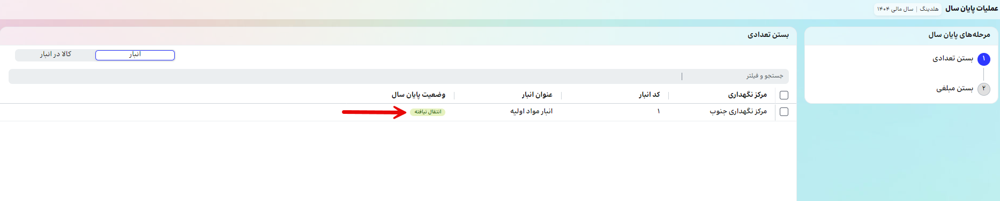 عملیات پایان سال
هلدینگ | سال مالی ۱۴۰۴
مرحله‌های پایان سال
۱ بستن تعدادی
۲ بستن مبلغی
بستن تعدادی
انبار
کالا در انبار
جستجو و فیلتر
مرکز نگهداری کد انبار عنوان انبار وضعیت پایان سال
مرکز نگهداری جنوب ۱ انبار مواد اولیه انتقال نیافته